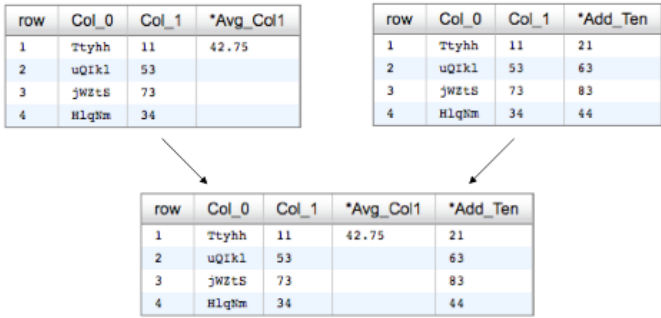 row Col_0 Col_1 *Avg_Col1
1 Ttyhh 11 42.75
2 uQIkl 53
3 jWZtS 73
4 HlqNm 34
row Col_0 Col_1 *Add_Ten
1 Ttyhh 11 21
2 uQIkl 53 63
3 jWZtS 73 83
4 HlqNm 34 44
row Col_0 Col_1 *Avg_Col1 *Add_Ten
1 Ttyhh 11 42.75 21
2 uQIkl 53 63
3 jWZtS 73 83
4 HlqNm 34 44